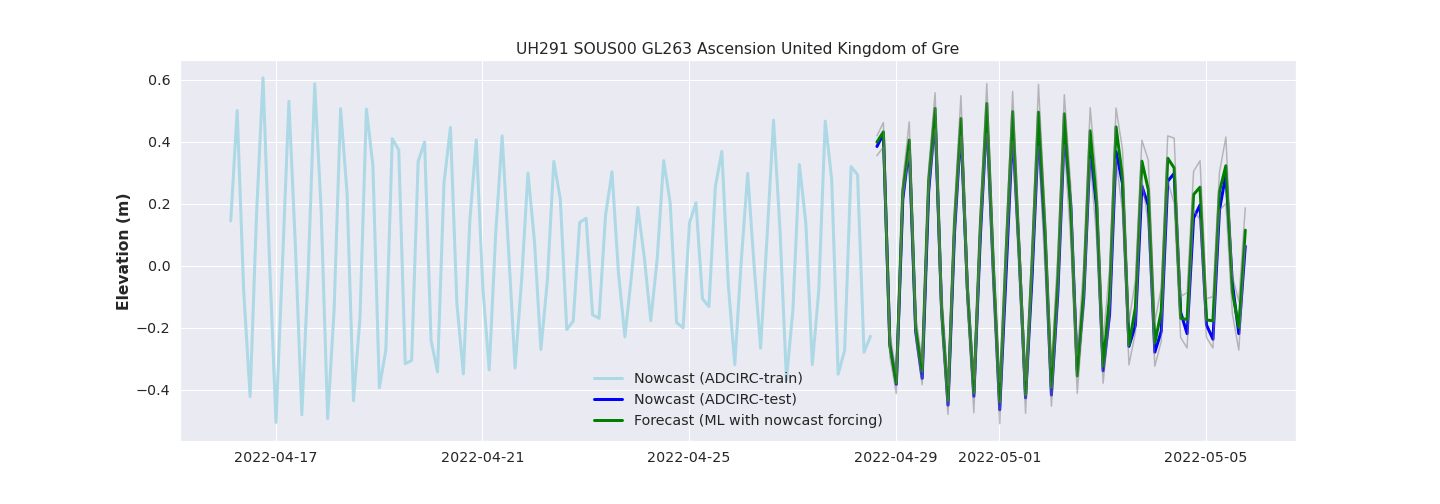 UH291 SOUS00 GL263 Ascension United Kingdom of Gre
Elevation (m)
0.6
0.4
0.2
0.0
−0.2
−0.4
Nowcast (ADCIRC-train)
Nowcast (ADCIRC-test)
Forecast (ML with nowcast forcing)
2022-04-17
2022-04-21
2022-04-25
2022-04-29
2022-05-01
2022-05-05